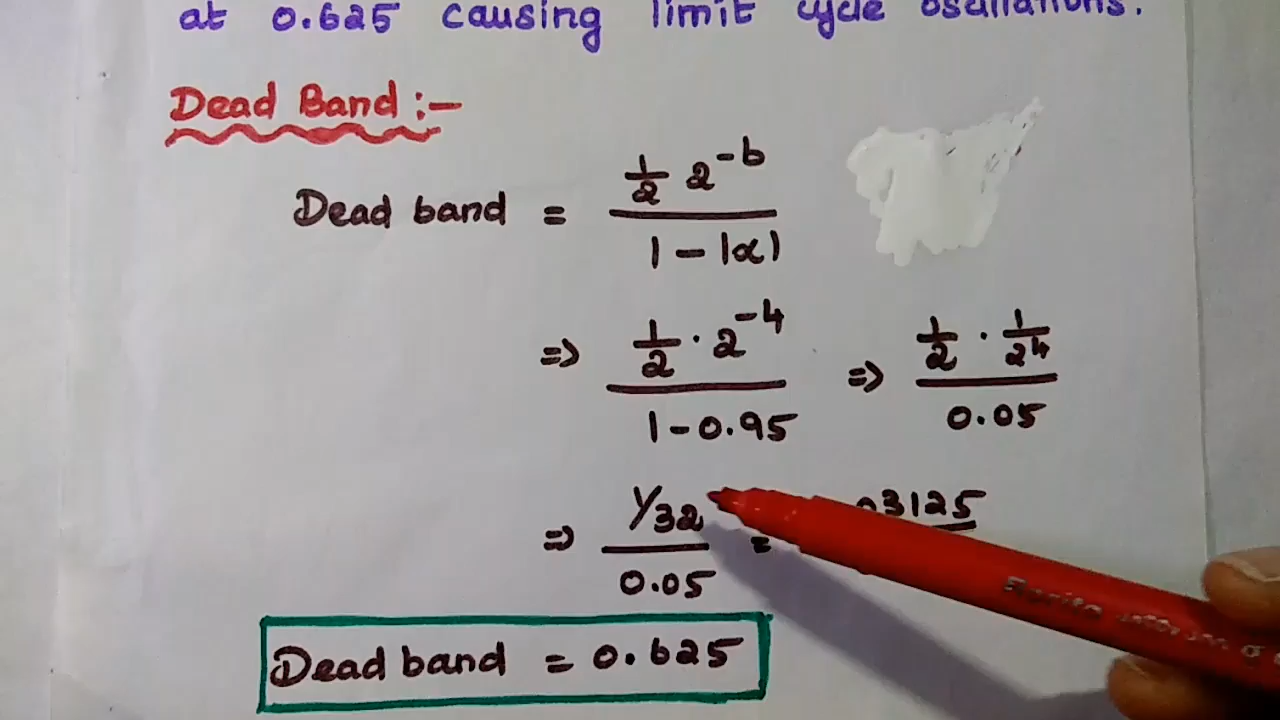 at 0.625 causing limit cycle oscillations.
Dead Band :-
Dead band = (1/2 2^-b) / (1 - |α|)
=> (1/2 · 2^-4) / (1 - 0.95) => (1/2 · 1/2^4) / 0.05
=> (1/32) / 0.05 = 03125
Dead band = 0.625